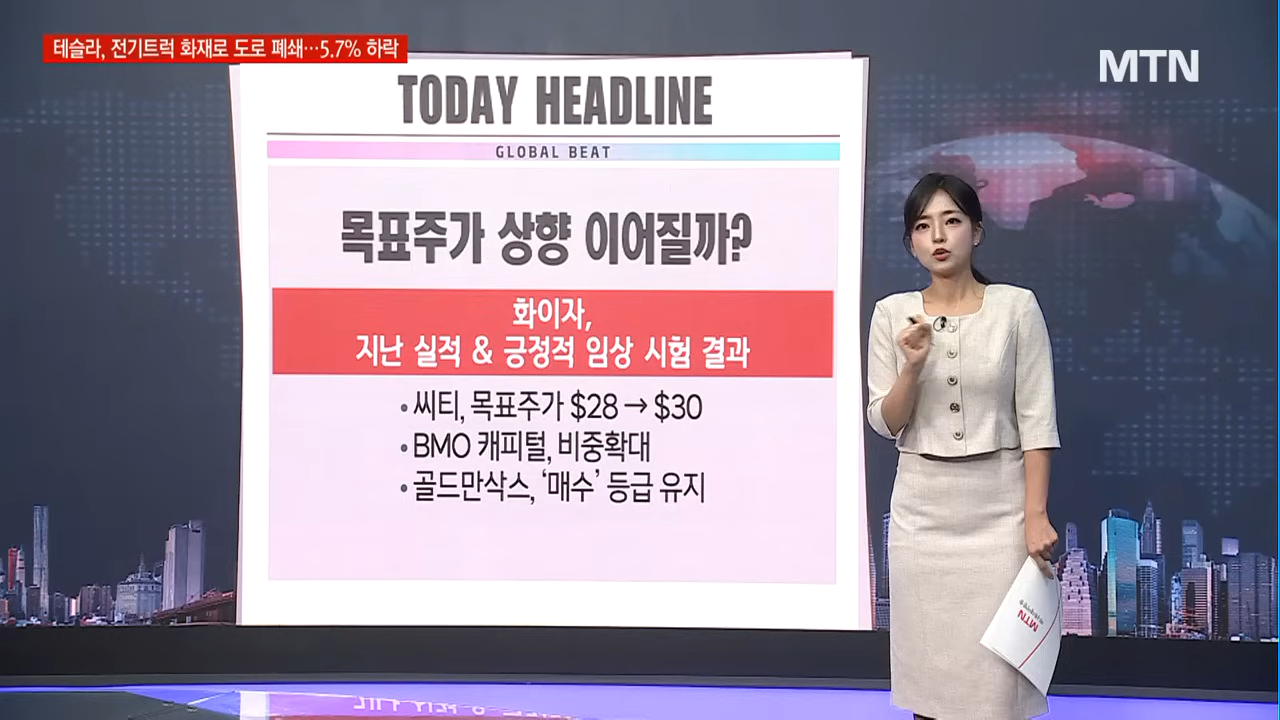 테슬라, 전기트럭 화재로 도로 폐쇄…5.7% 하락
MTN
TODAY HEADLINE
GLOBAL BEAT
목표주가 상향 이어질까?
화이자,
지난 실적 & 긍정적 임상 시험 결과
• 씨티, 목표주가 $28 → $30
• BMO 캐피털, 비중확대
• 골드만삭스, ‘매수’ 등급 유지
MTN